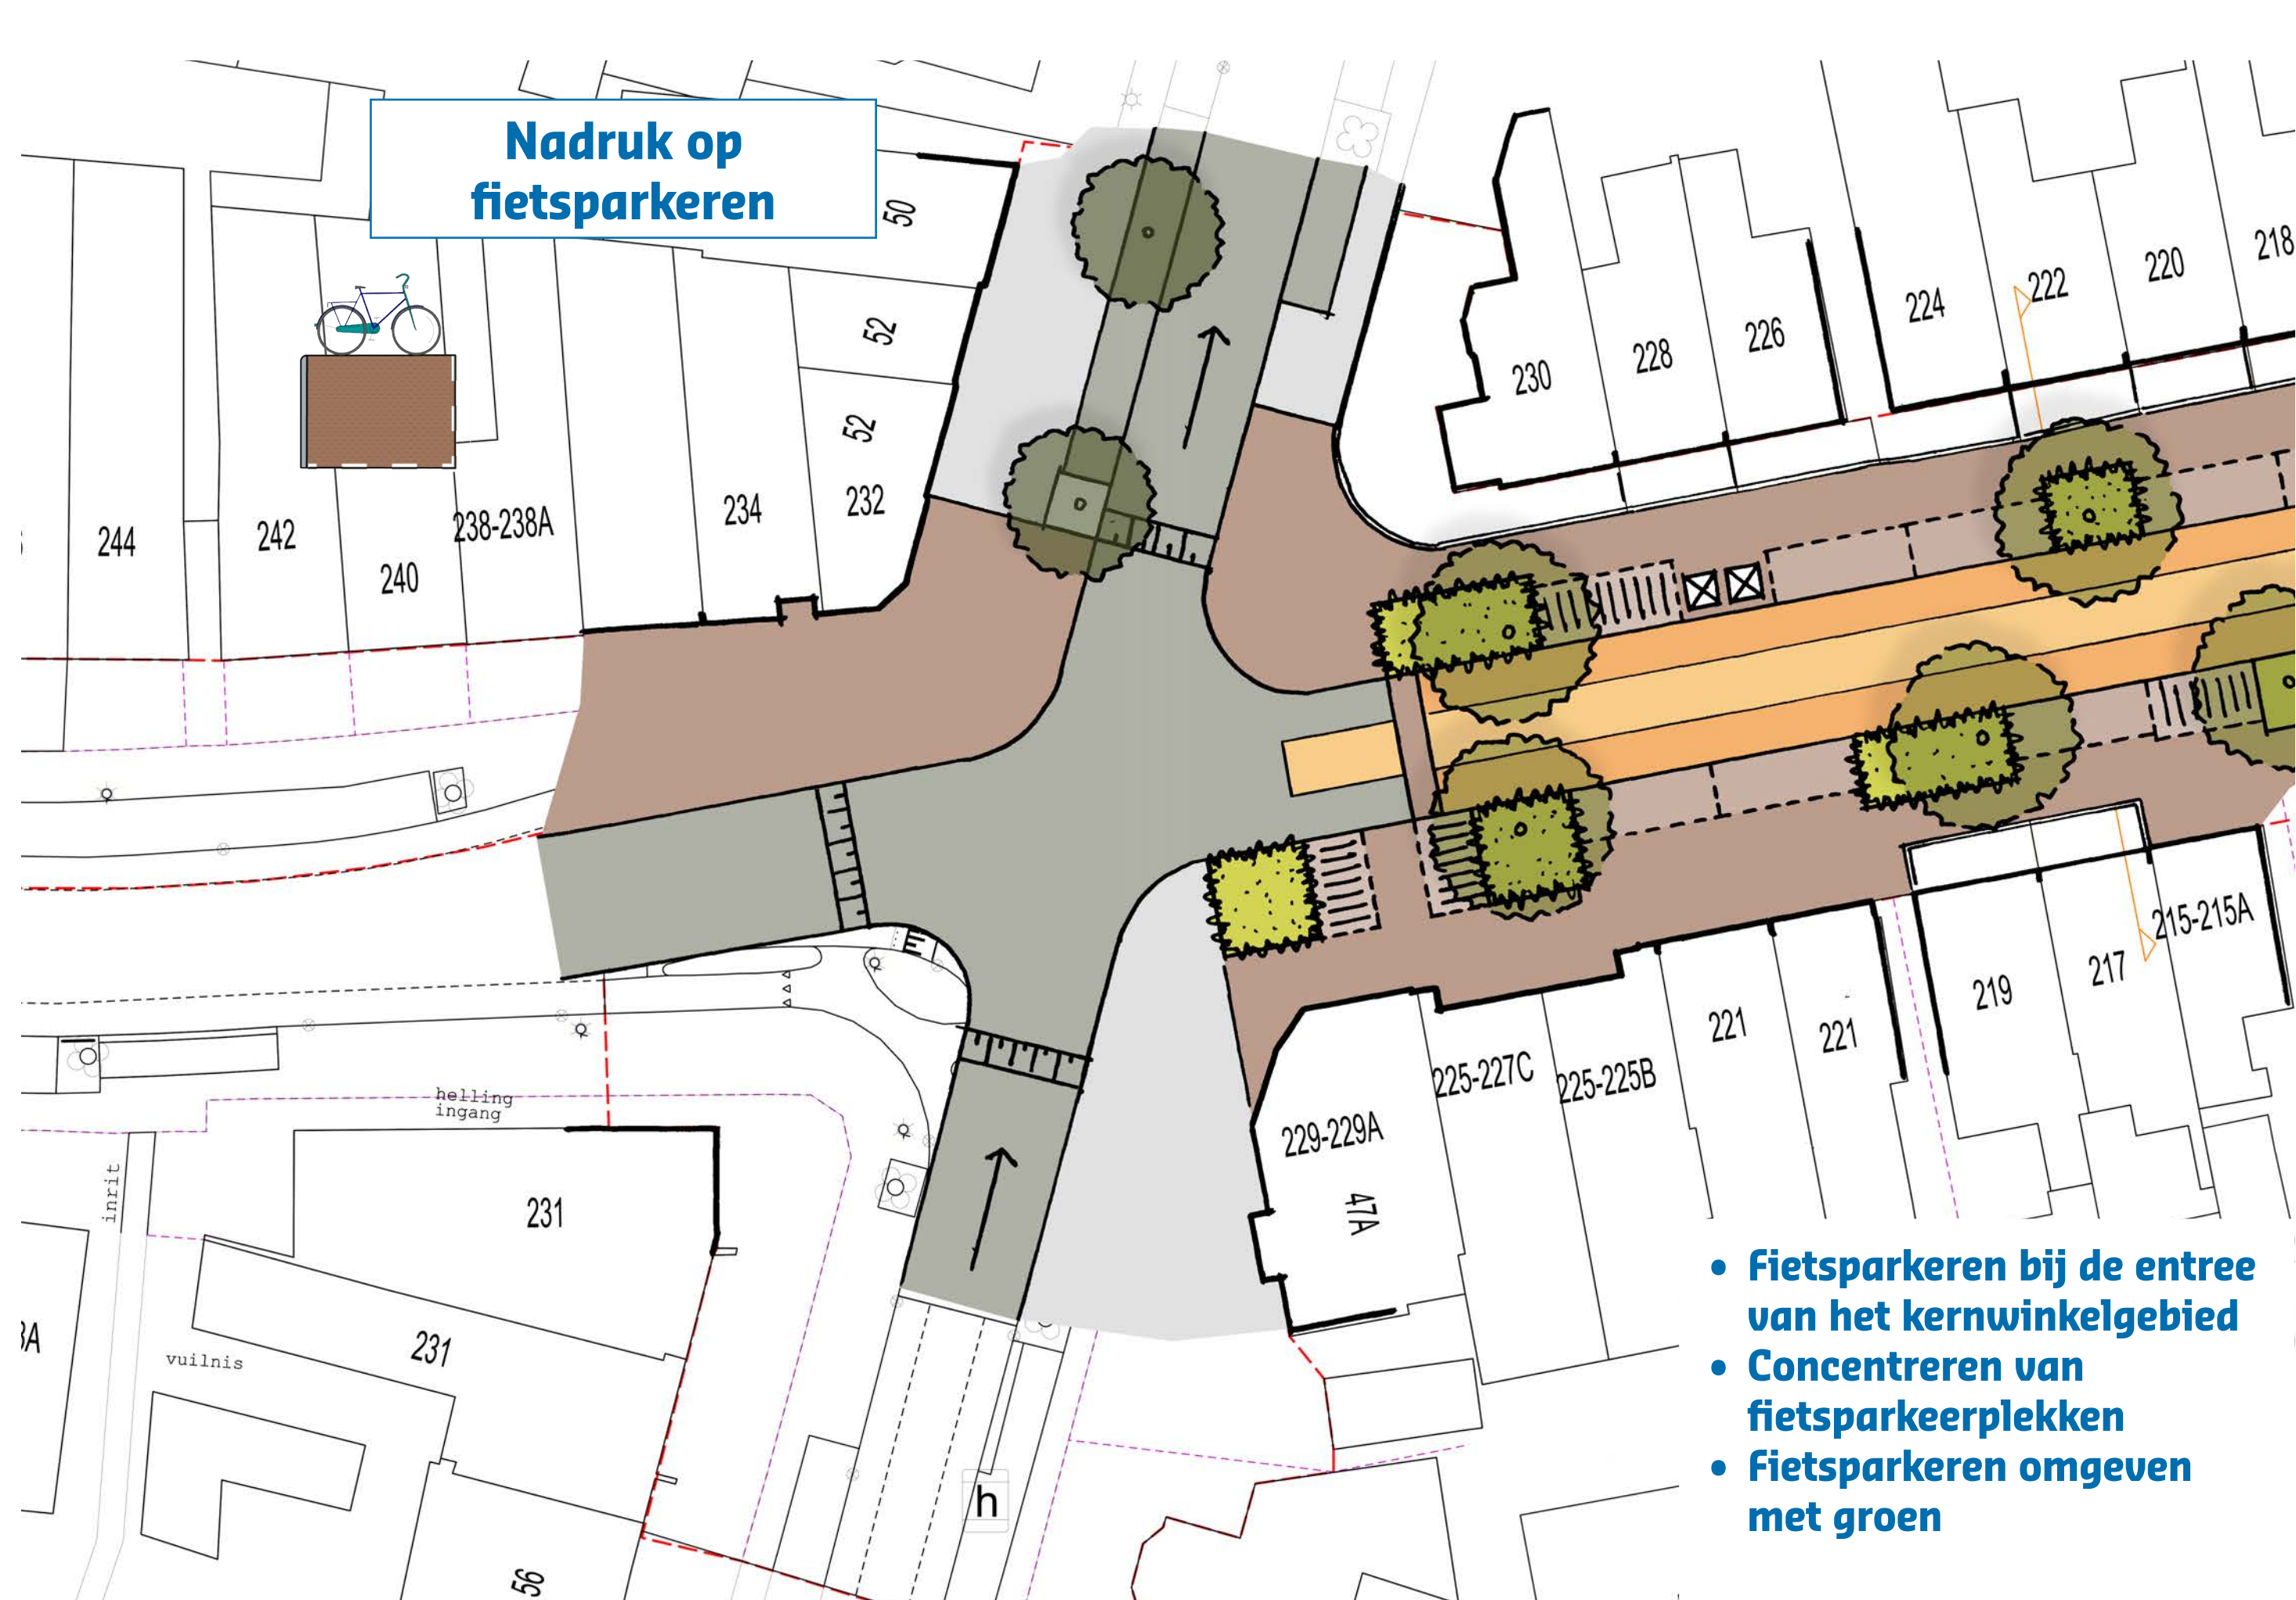 Nadruk op
fietsparkeren
50
52
52
232
234
238-238A
240
242
244
230
228
226
224
222
220
218
229-229A
47A
225-227C
225-225B
221
221
219
217
215-215A
helling
ingang
inrit
231
231
vuilnis
56
h
• Fietsparkeren bij de entree
van het kernwinkelgebied
• Concentreren van
fietsparkeerplekken
• Fietsparkeren omgeven
met groen